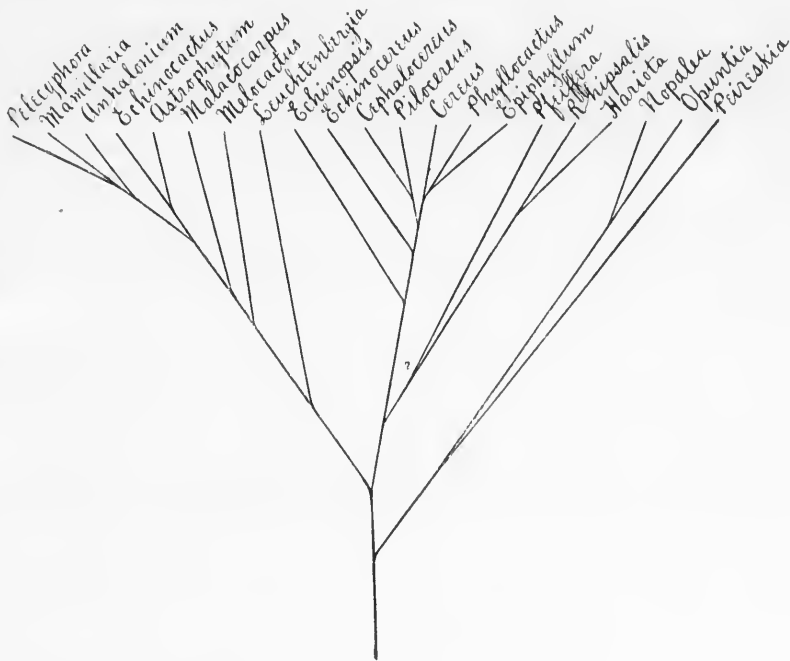 Pelecyphora
Mamillaria
Anhalonium
Echinocactus
Astrophytum
Malacocarpus
Melocactus
Leuchtenbergia
Echinopsis
Echinocereus
Cephalocereus
Pilocereus
Cereus
Phyllocactus
Epiphyllum
Pfeiffera
Rhipsalis
Hariota
Nopalea
Opuntia
Peireskia
?